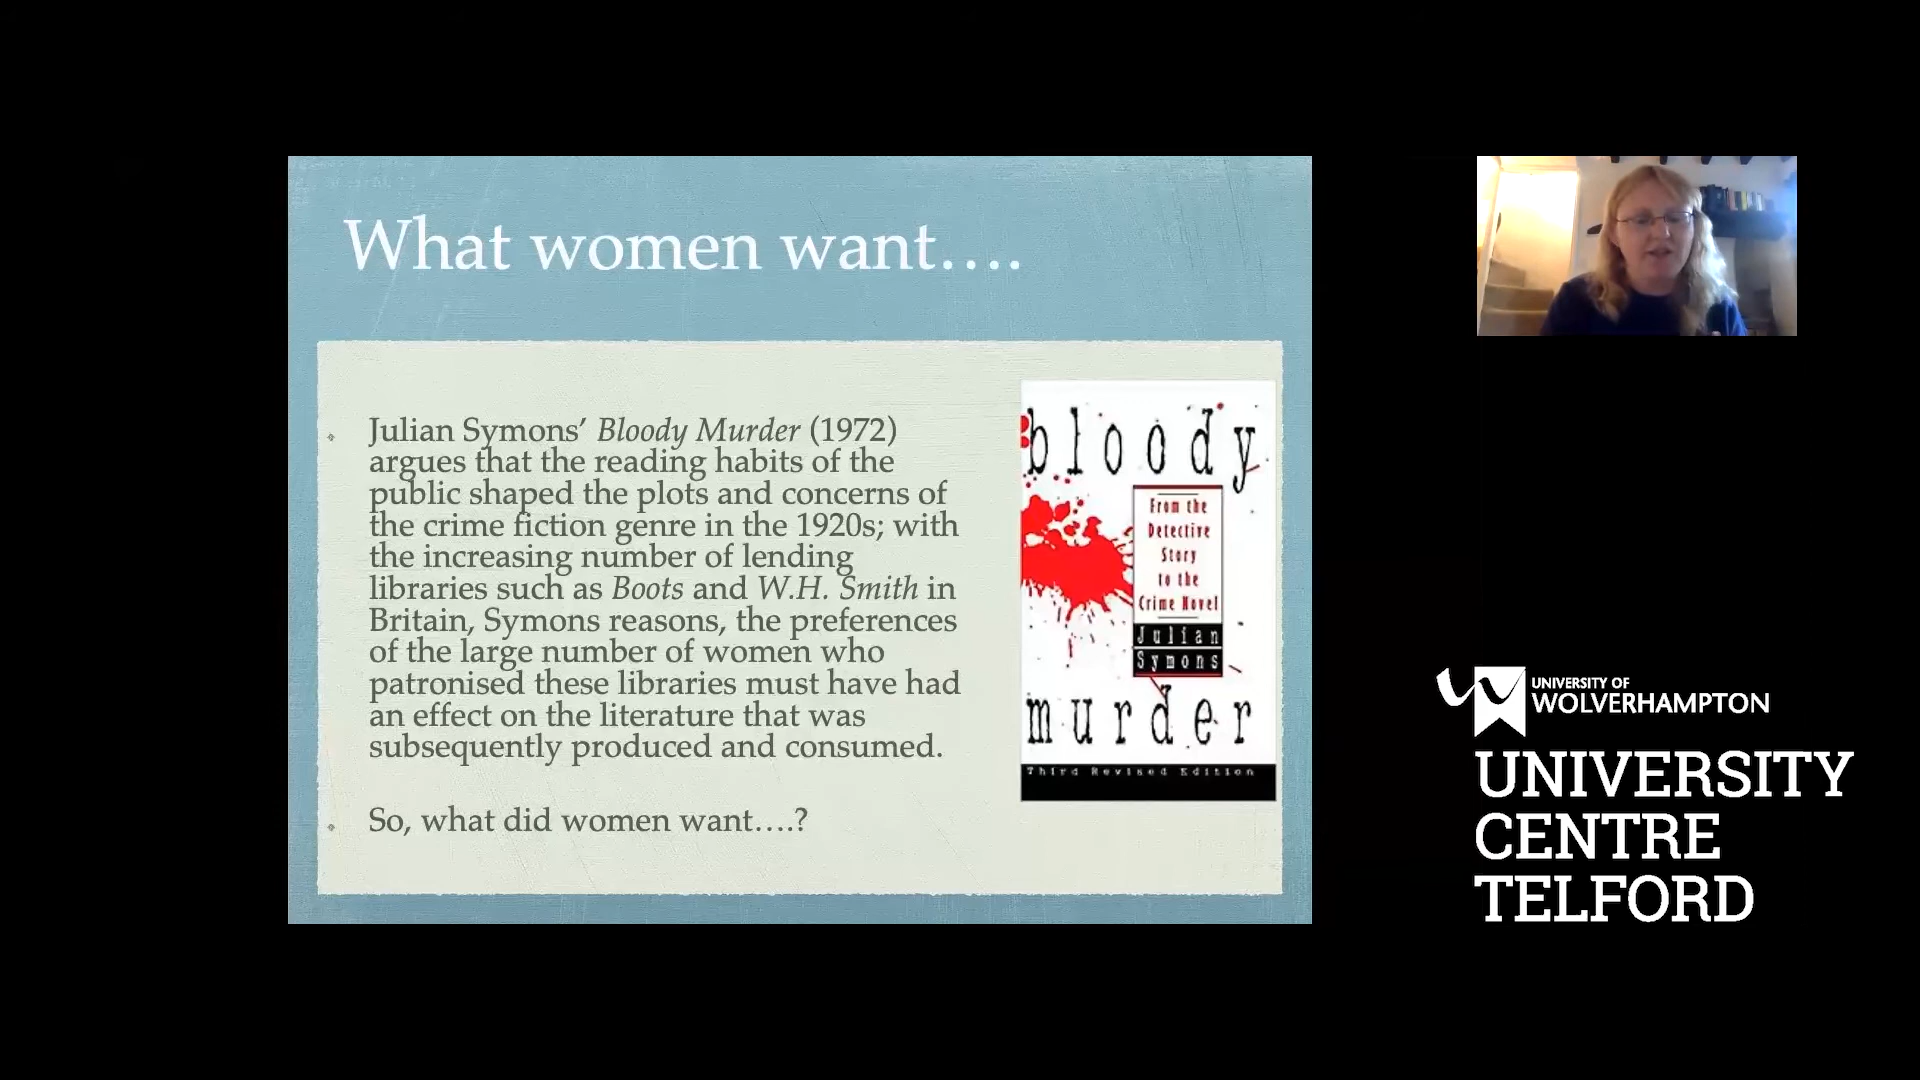 What women want….
Julian Symons’ Bloody Murder (1972)
argues that the reading habits of the
public shaped the plots and concerns of
the crime fiction genre in the 1920s; with
the increasing number of lending
libraries such as Boots and W.H. Smith in
Britain, Symons reasons, the preferences
of the large number of women who
patronised these libraries must have had
an effect on the literature that was
subsequently produced and consumed.
So, what did women want….?
bloody
From the
Detective
Story
to the
Crime Novel
Julian
Symons
murder
Third Revised Edition
UNIVERSITY OF
WOLVERHAMPTON
UNIVERSITY
CENTRE
TELFORD